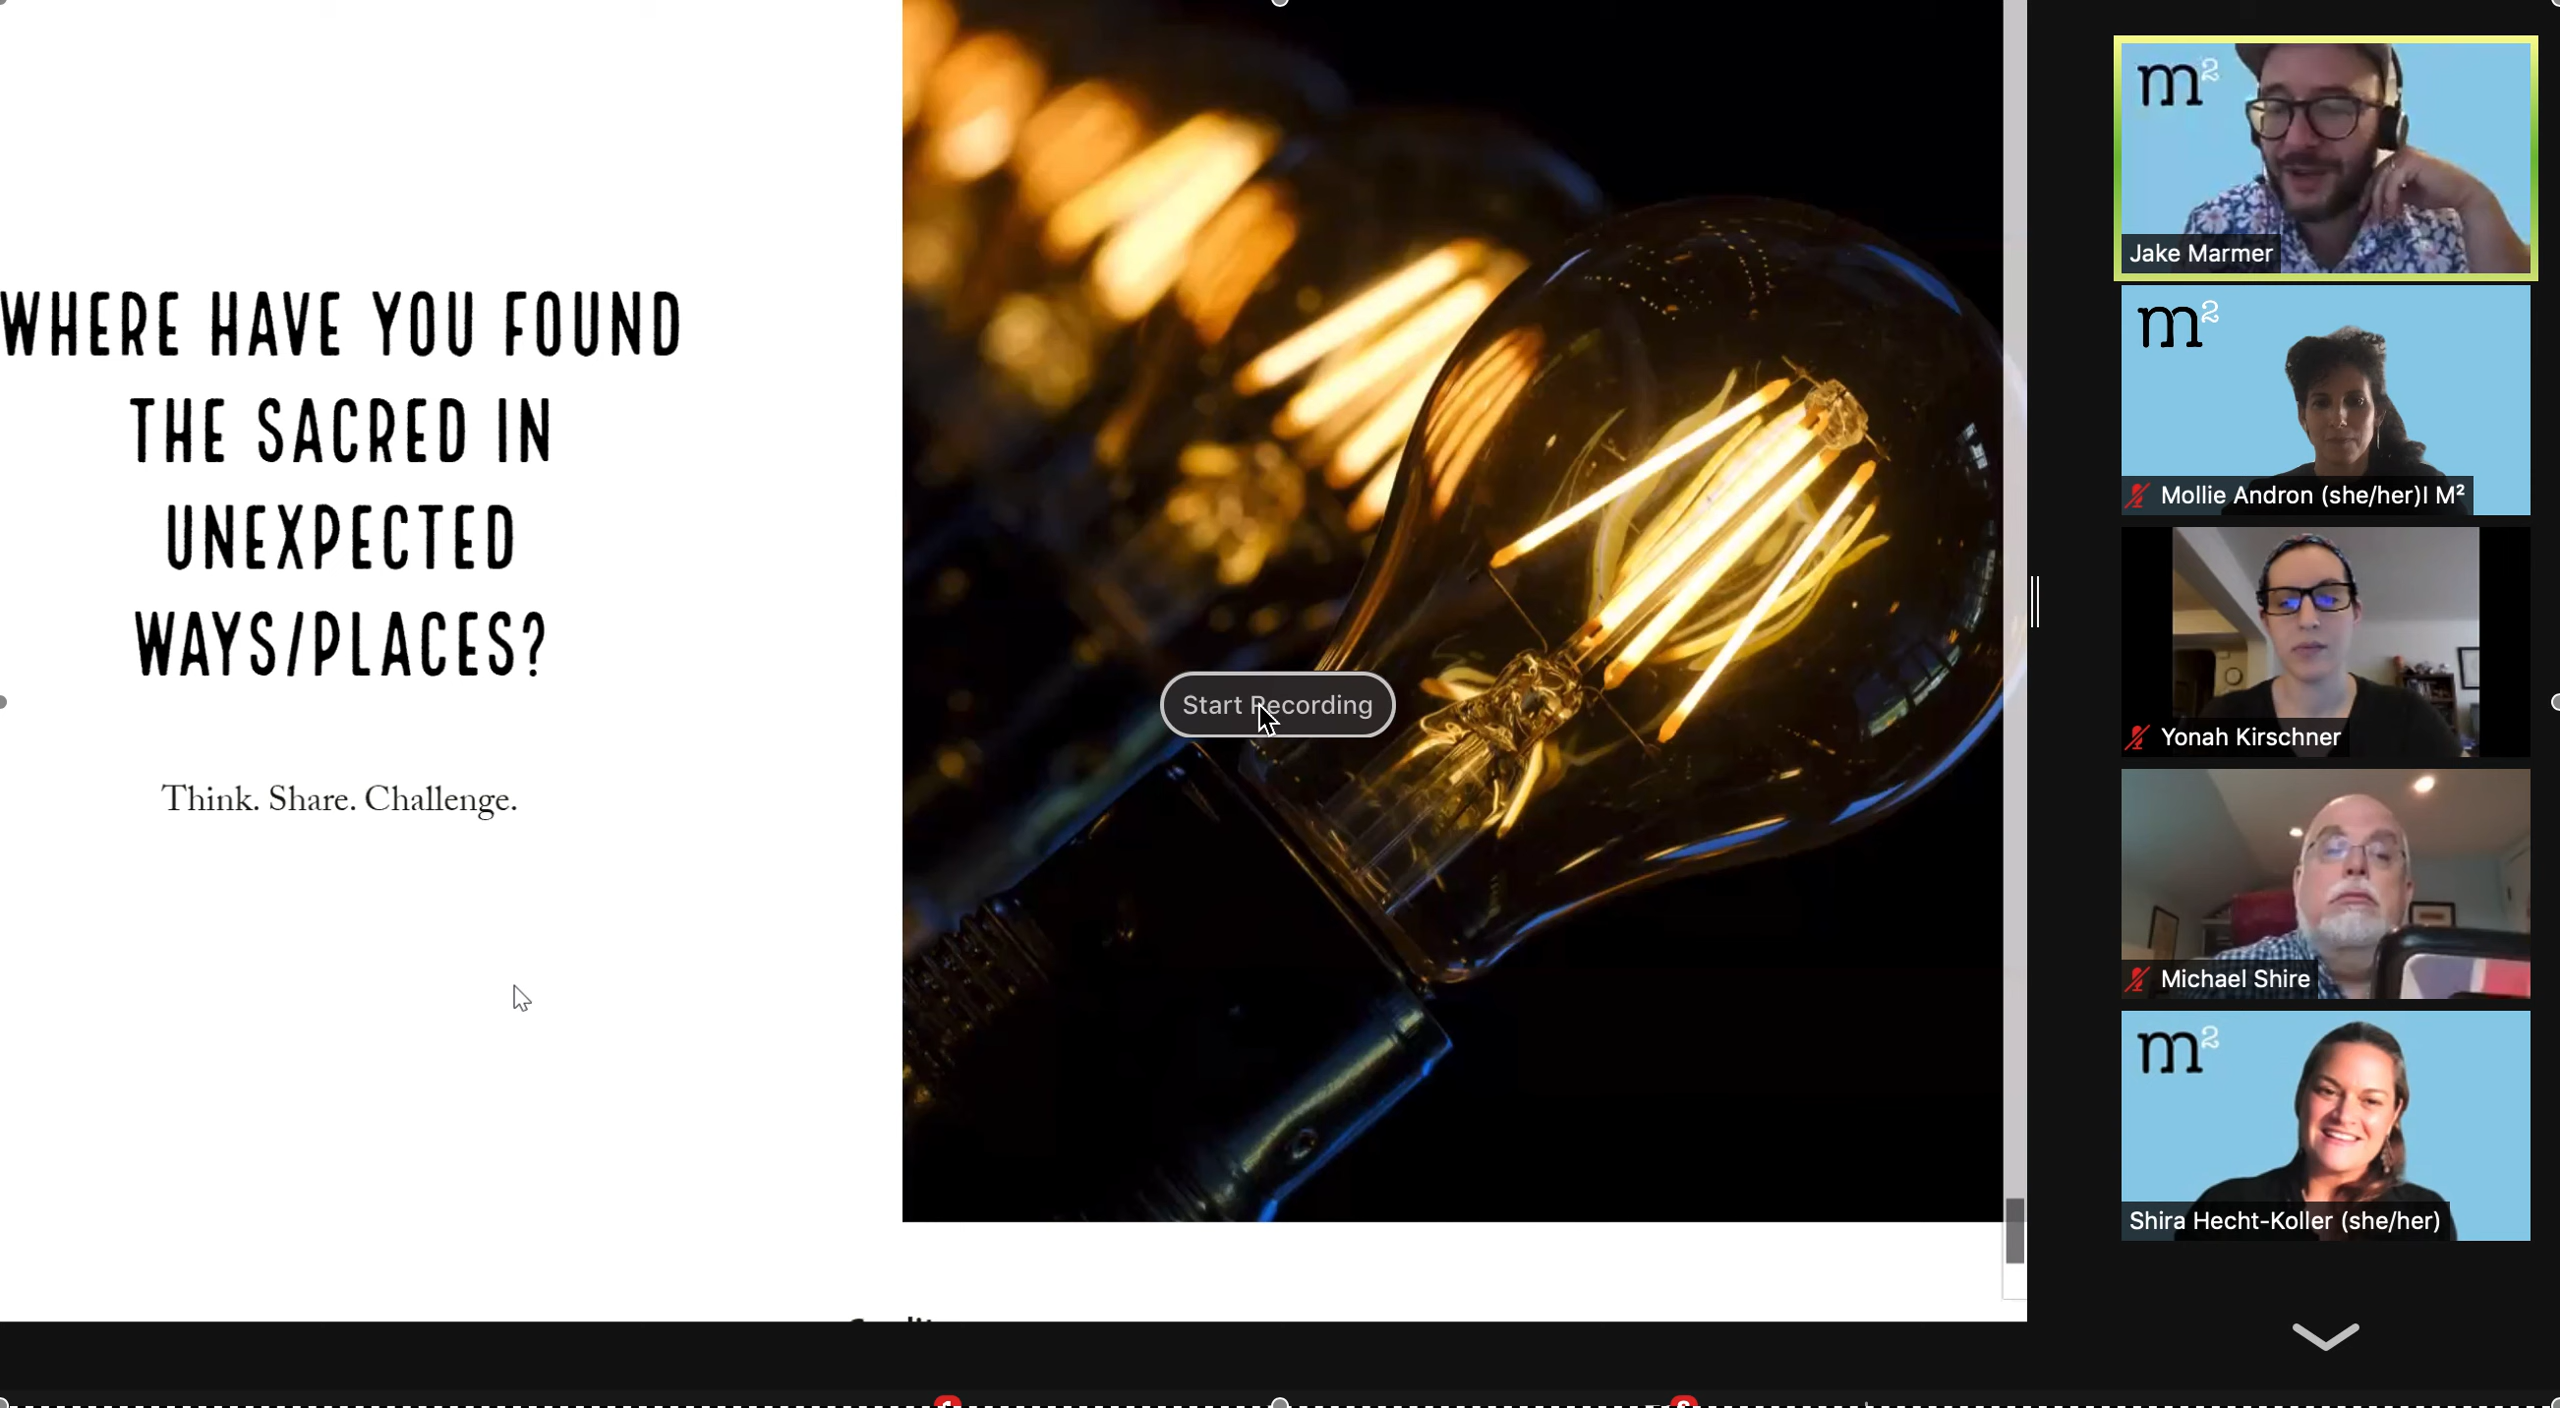 WHERE HAVE YOU FOUND
THE SACRED IN
UNEXPECTED
WAYS/PLACES?
Think. Share. Challenge.
Start Recording
m²
Jake Marmer
m²
Mollie Andron (she/her)| M²
Yonah Kirschner
Michael Shire
m²
Shira Hecht-Koller (she/her)